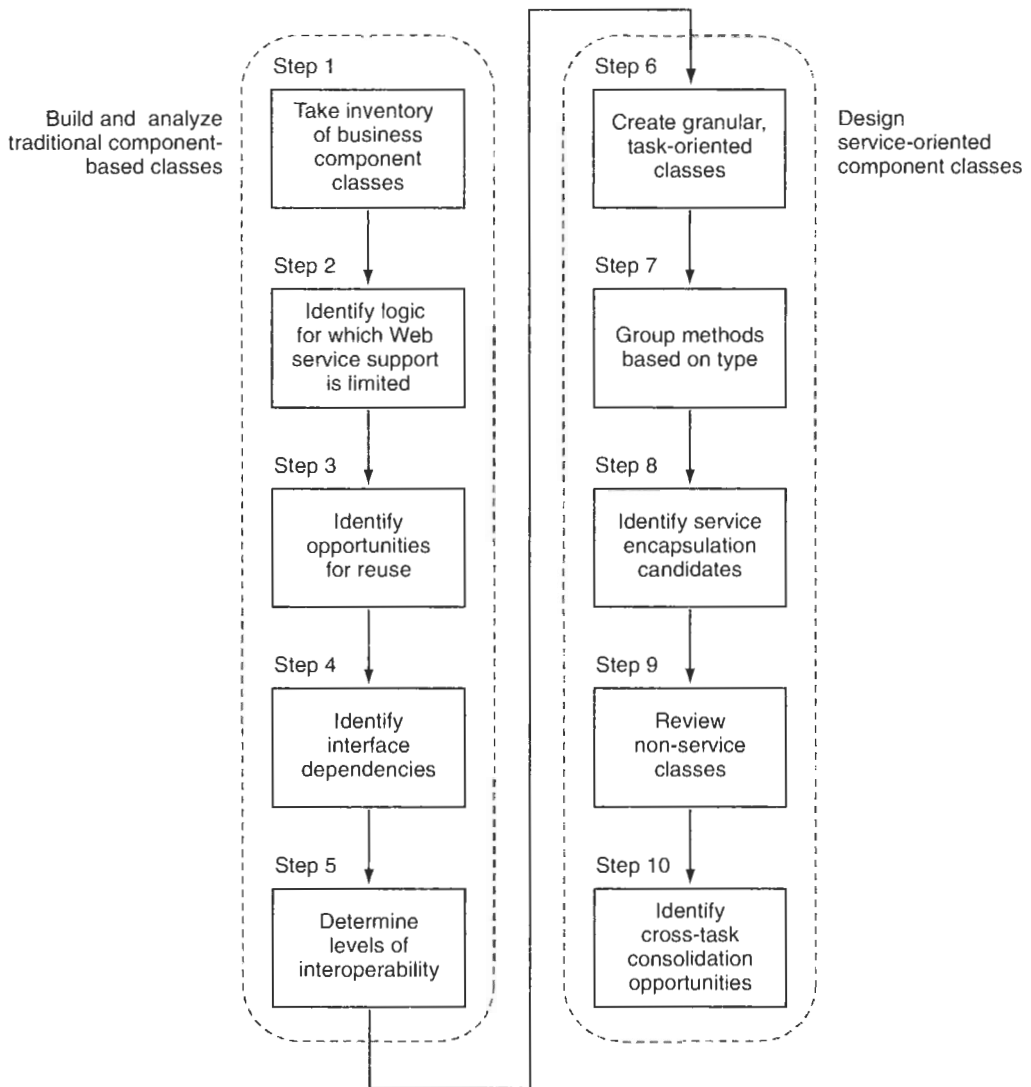 Build and analyze
traditional component-
based classes
Step 1
Take inventory
of business
component
classes
Step 2
Identify logic
for which Web
service support
is limited
Step 3
Identify
opportunities
for reuse
Step 4
Identify
interface
dependencies
Step 5
Determine
levels of
interoperability
Design
service-oriented
component classes
Step 6
Create granular,
task-oriented
classes
Step 7
Group methods
based on type
Step 8
Identify service
encapsulation
candidates
Step 9
Review
non-service
classes
Step 10
Identify
cross-task
consolidation
opportunities